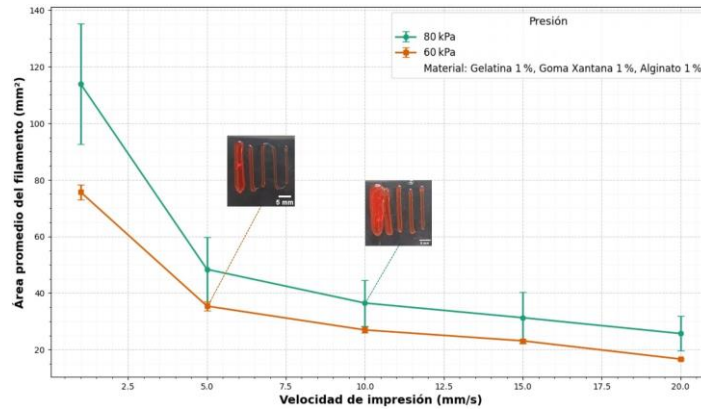 Presión
80 kPa
60 kPa
Material: Gelatina 1 %, Goma Xantana 1 %, Alginato 1 %
140
120
100
80
60
40
20
Área promedio del filamento (mm²)
5 mm
2.5
5.0
7.5
10.0
12.5
15.0
17.5
20.0
Velocidad de impresión (mm/s)